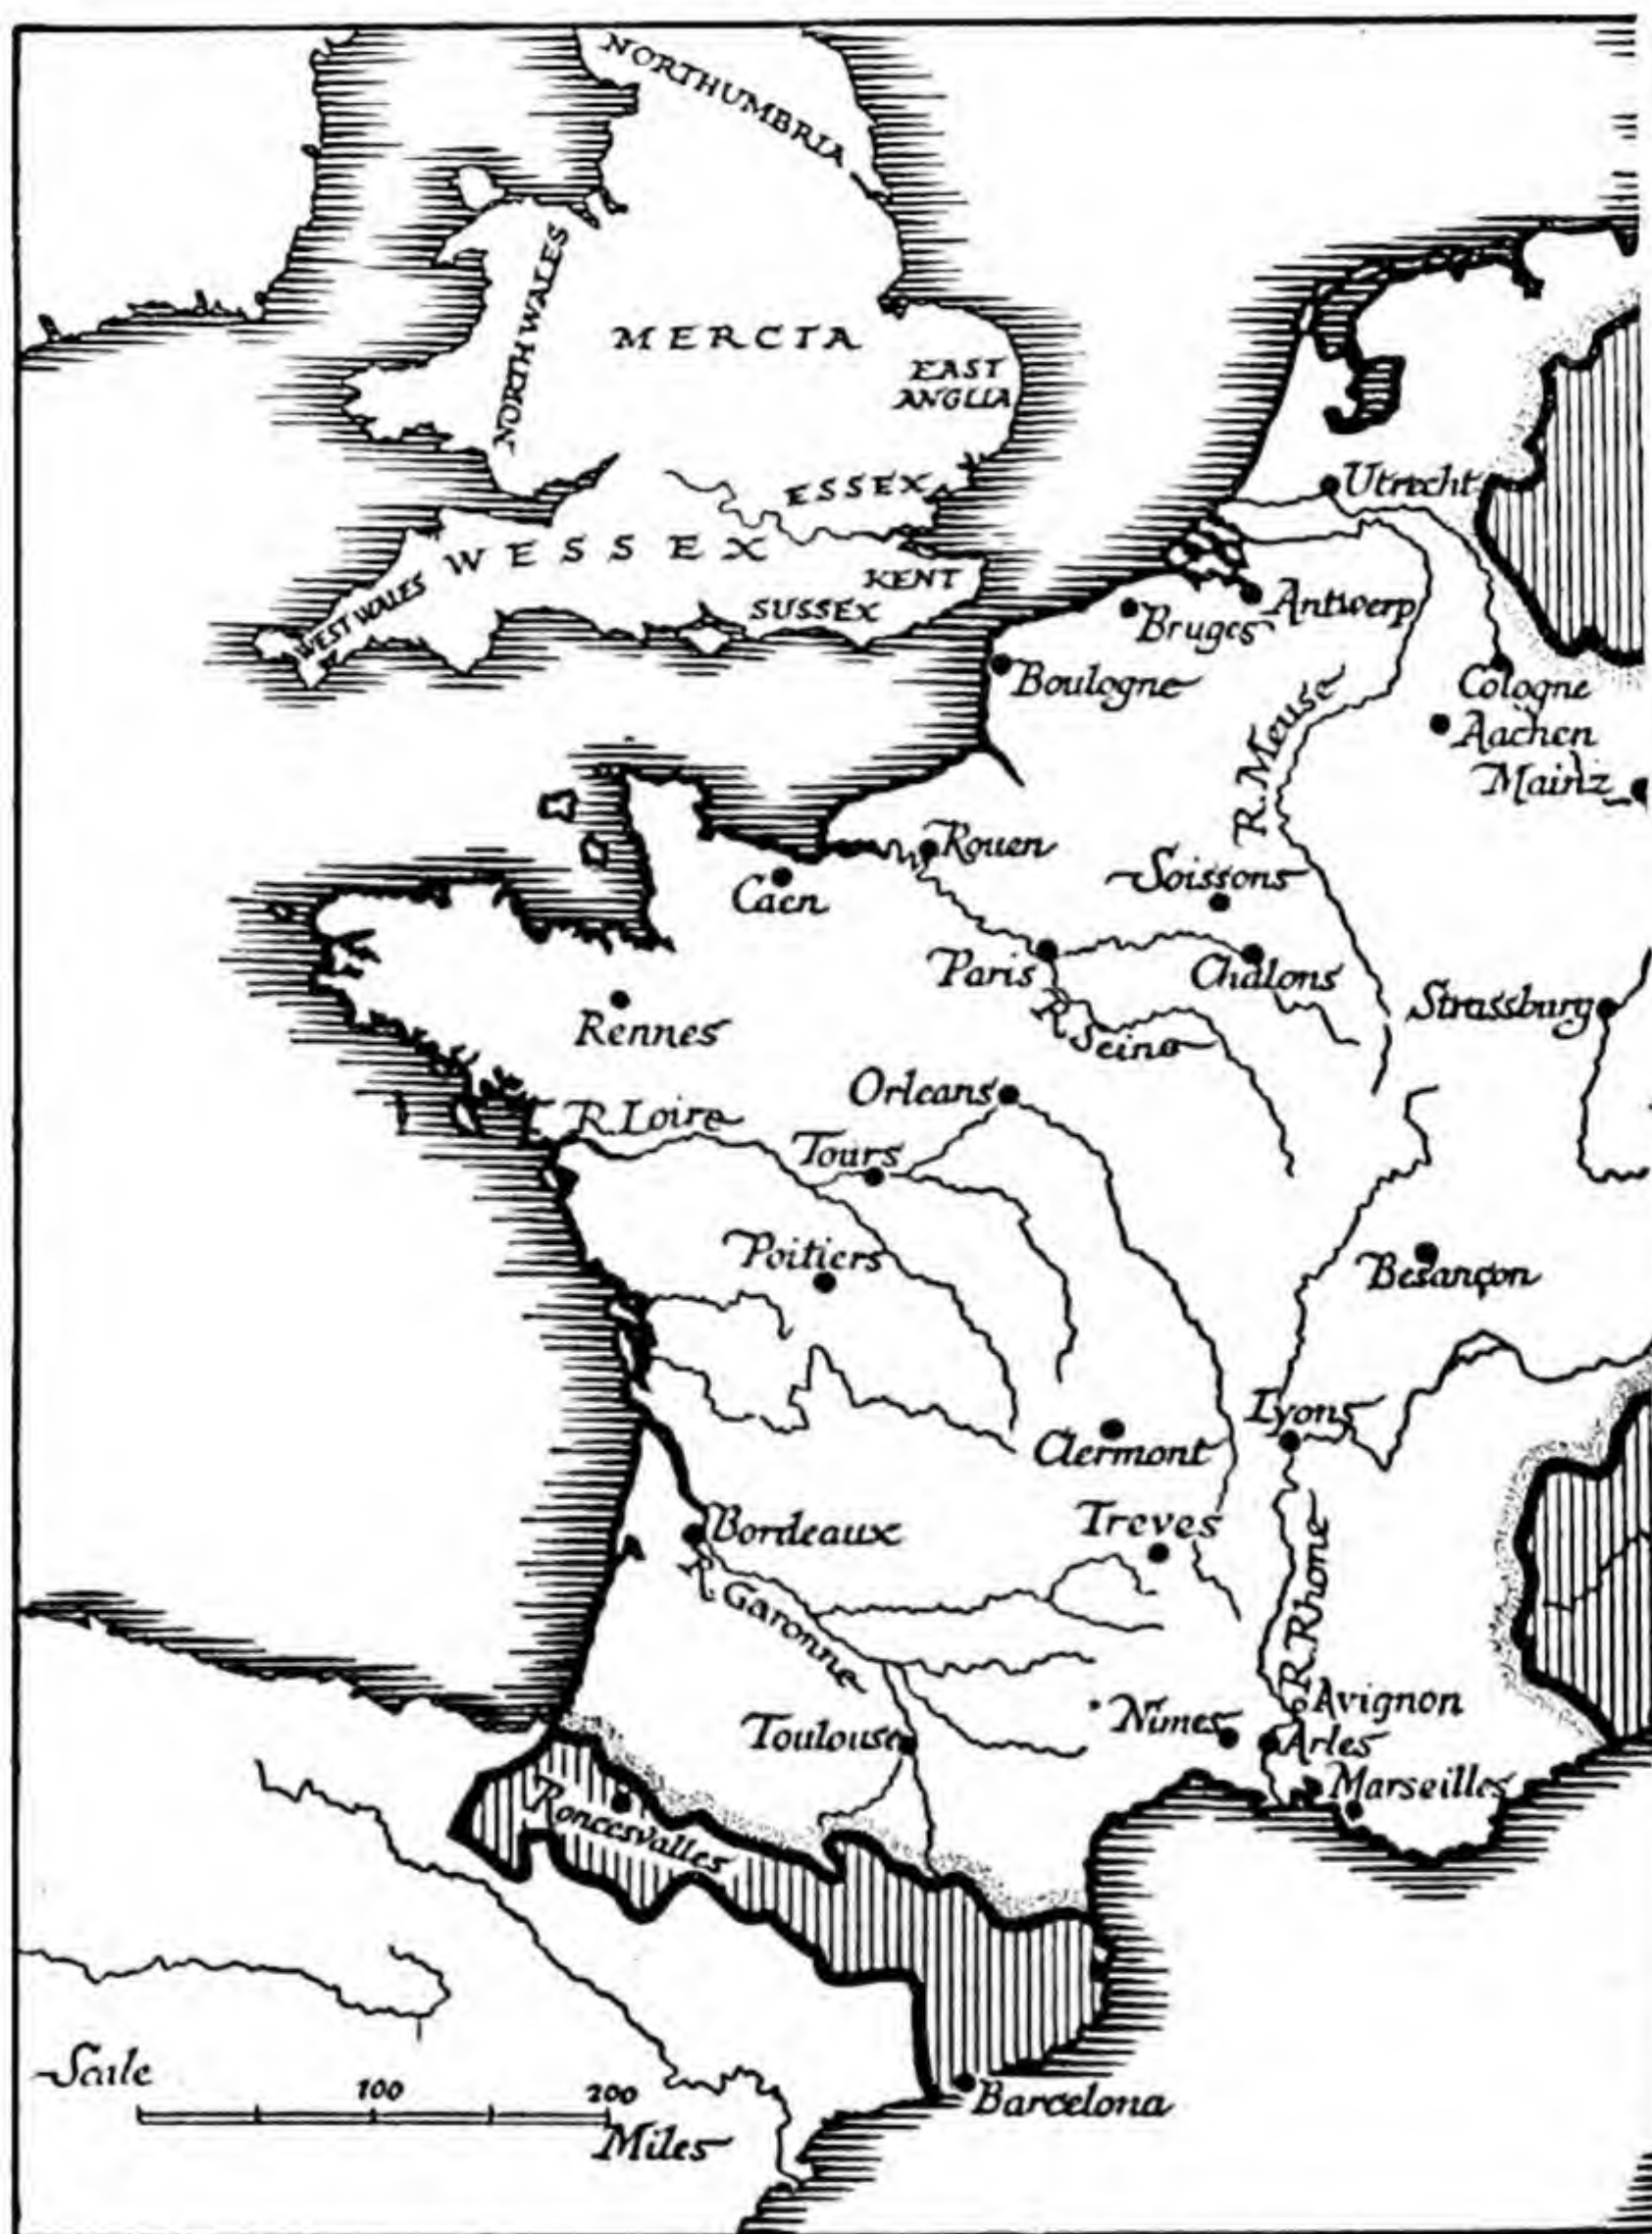 NORTHUMBRIA
NORTH WALES
MERCIA
EAST
ANGLIA
ESSEX
WESSEX
KENT
SUSSEX
WEST WALES
Utrecht
Antwerp
Bruges
Boulogne
Cologne
Aächen
Mainz
R. Meuse
Rouen
Caen
Soissons
Paris
Chalons
Strassburg
R. Seine
Rennes
Orleans
R. Loire
Tours
Poitiers
Besançon
Lyons
Clermont
Treves
Bordeaux
R. Garonne
R. Rhone
Avignon
Nimes
Arles
Toulouse
Marseilles
Roncesvalles
Barcelona
Scale
100
200
Miles